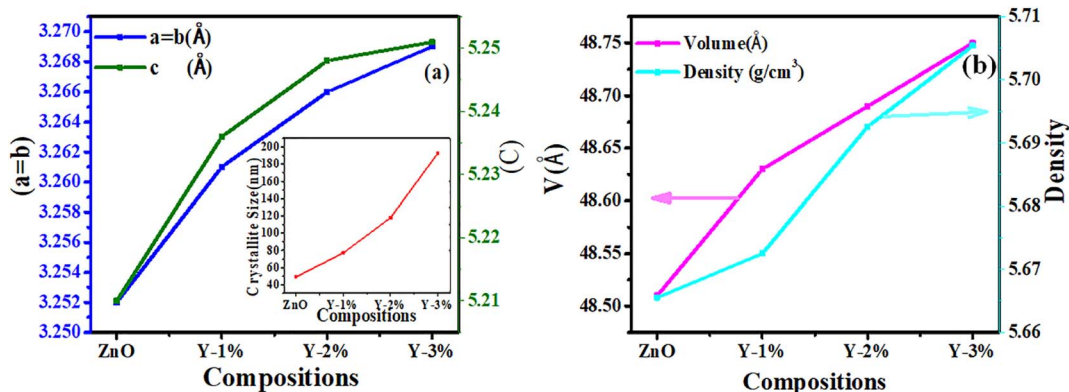 a=b(Å)
c (Å)
(a)
3.270
3.268
3.266
3.264
3.262
3.260
3.258
3.256
3.254
3.252
3.250
(a=b)
5.25
5.24
5.23
5.22
5.21
(C)
200
180
160
140
120
100
80
60
40
Crystallite Size(nm)
ZnO Y-1% Y-2% Y-3%
Compositions
ZnO Y-1% Y-2% Y-3%
Compositions
Volume(Å)
Density (g/cm³)
(b)
48.75
48.70
48.65
48.60
48.55
48.50
V(Å)
5.71
5.70
5.69
5.68
5.67
5.66
Density
ZnO Y-1% Y-2% Y-3%
Compositions